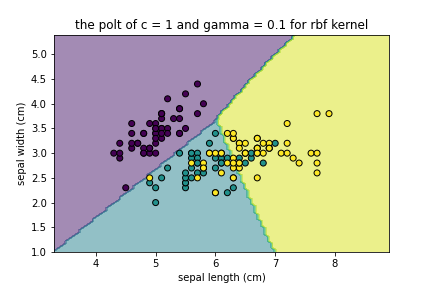 the polt of c = 1 and gamma = 0.1 for rbf kernel
5.0
4.5
4.0
3.5
3.0
2.5
2.0
1.5
1.0
sepal width (cm)
4 5 6 7 8
sepal length (cm)